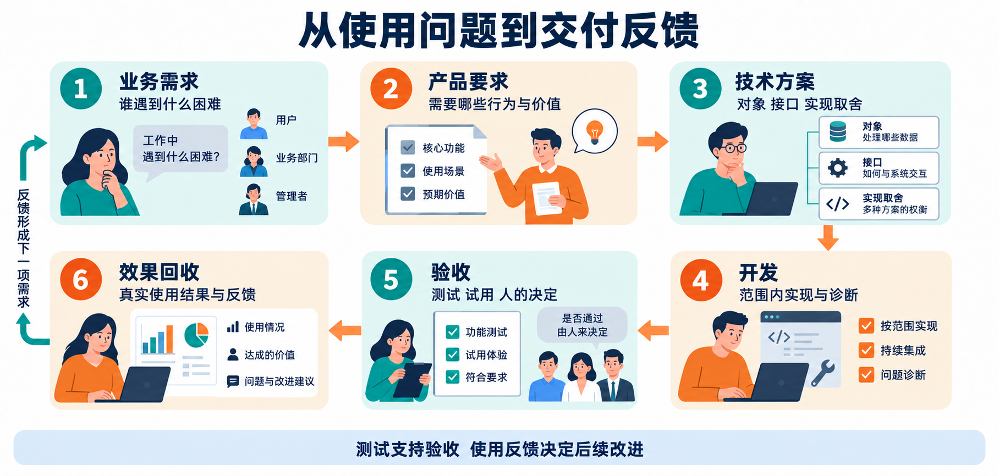 从使用问题到交付反馈
1
业务需求
谁遇到什么困难
工作中
遇到什么困难?
用户
业务部门
管理者
2
产品要求
需要哪些行为与价值
核心功能
使用场景
预期价值
3
技术方案
对象 接口 实现取舍
对象
处理哪些数据
接口
如何与系统交互
</>
实现取舍
多种方案的权衡
4
开发
范围内实现与诊断
</>
按范围实现
持续集成
问题诊断
5
验收
测试 试用 人的决定
功能测试
试用体验
符合要求
是否通过
由人来决定
6
效果回收
真实使用结果与反馈
使用情况
达成的价值
问题与改进建议
反馈形成下一项需求
测试支持验收 使用反馈决定后续改进